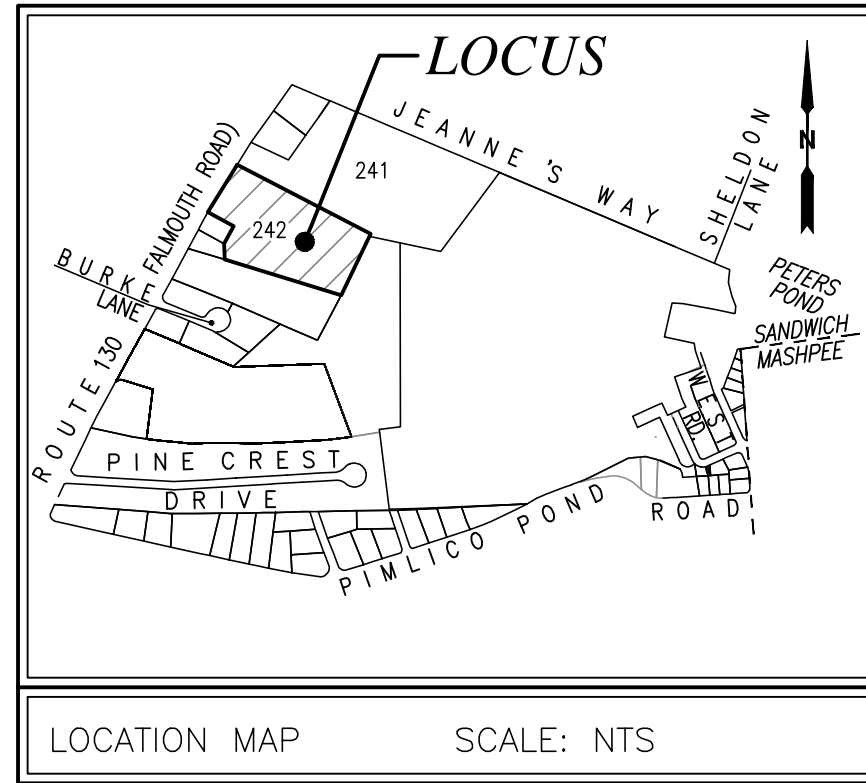 LOCUS
JEANNE'S WAY
SHELDON
LANE
N
241
242
FALMOUTH ROAD)
BURKE
LANE
PETERS
POND
SANDWICH
MASHPEE
ROUTE 130
WEST
RD.
PINE CREST
DRIVE
PIMLICO POND ROAD
LOCATION MAP SCALE: NTS